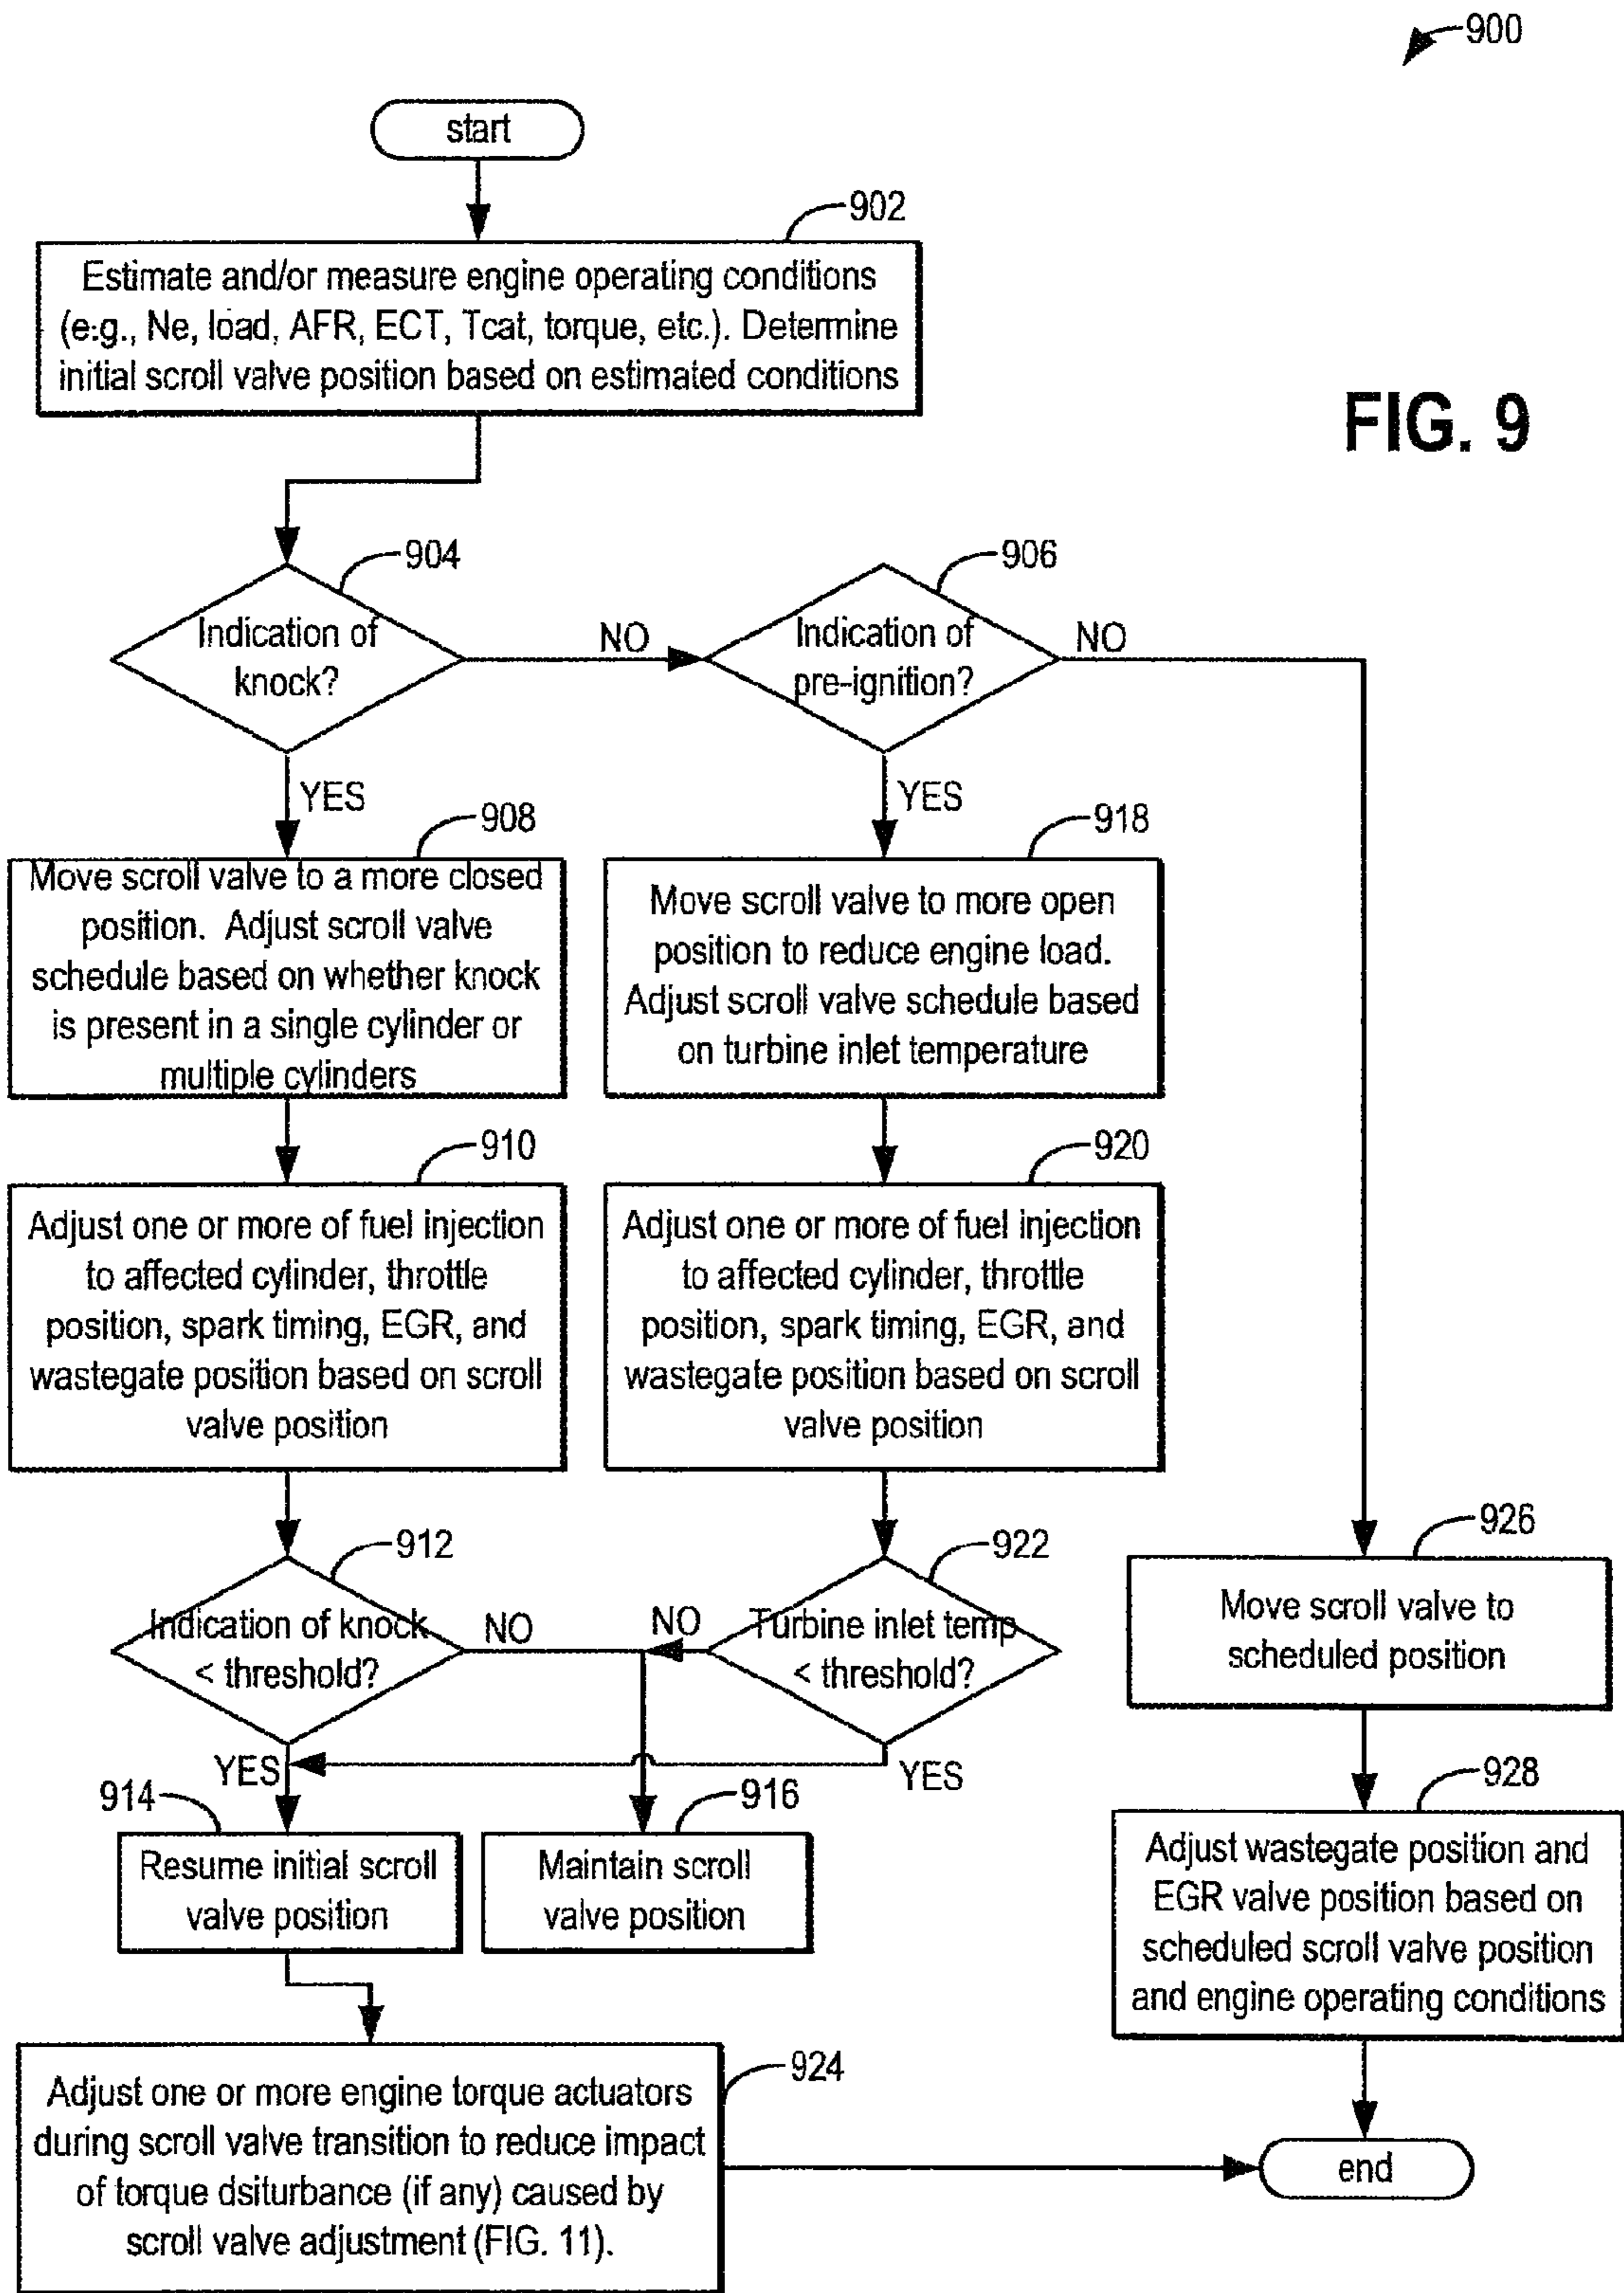 900
start
902
Estimate and/or measure engine operating conditions
(e.g., Ne, load, AFR, ECT, Tcat, torque, etc.). Determine
initial scroll valve position based on estimated conditions
FIG. 9
904
906
Indication of
knock?
NO
Indication of
pre-ignition?
NO
YES
YES
908
918
Move scroll valve to a more closed
position. Adjust scroll valve
schedule based on whether knock
is present in a single cylinder or
multiple cylinders
Move scroll valve to more open
position to reduce engine load.
Adjust scroll valve schedule based
on turbine inlet temperature
910
920
Adjust one or more of fuel injection
to affected cylinder, throttle
position, spark timing, EGR, and
wastegate position based on scroll
valve position
Adjust one or more of fuel injection
to affected cylinder, throttle
position, spark timing, EGR, and
wastegate position based on scroll
valve position
912
922
926
Indication of knock
< threshold?
NO
NO
Turbine inlet temp
< threshold?
Move scroll valve to
scheduled position
YES
YES
914
916
928
Resume initial scroll
valve position
Maintain scroll
valve position
Adjust wastegate position and
EGR valve position based on
scheduled scroll valve position
and engine operating conditions
924
Adjust one or more engine torque actuators
during scroll valve transition to reduce impact
of torque dsiturbance (if any) caused by
scroll valve adjustment (FIG. 11).
end